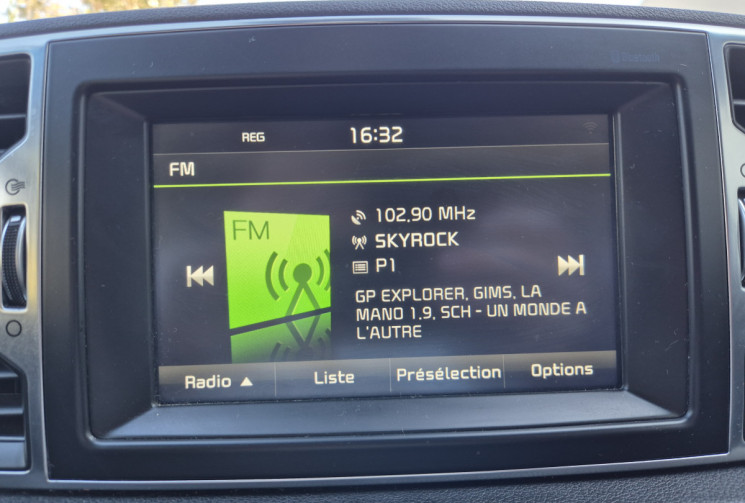 REG 16:32
FM
FM
102,90 MHz
SKYROCK
P1
GP EXPLORER, GIMS, LA
MANO 1.9, SCH - UN MONDE A
L'AUTRE
Radio ▲ Liste Présélection Options